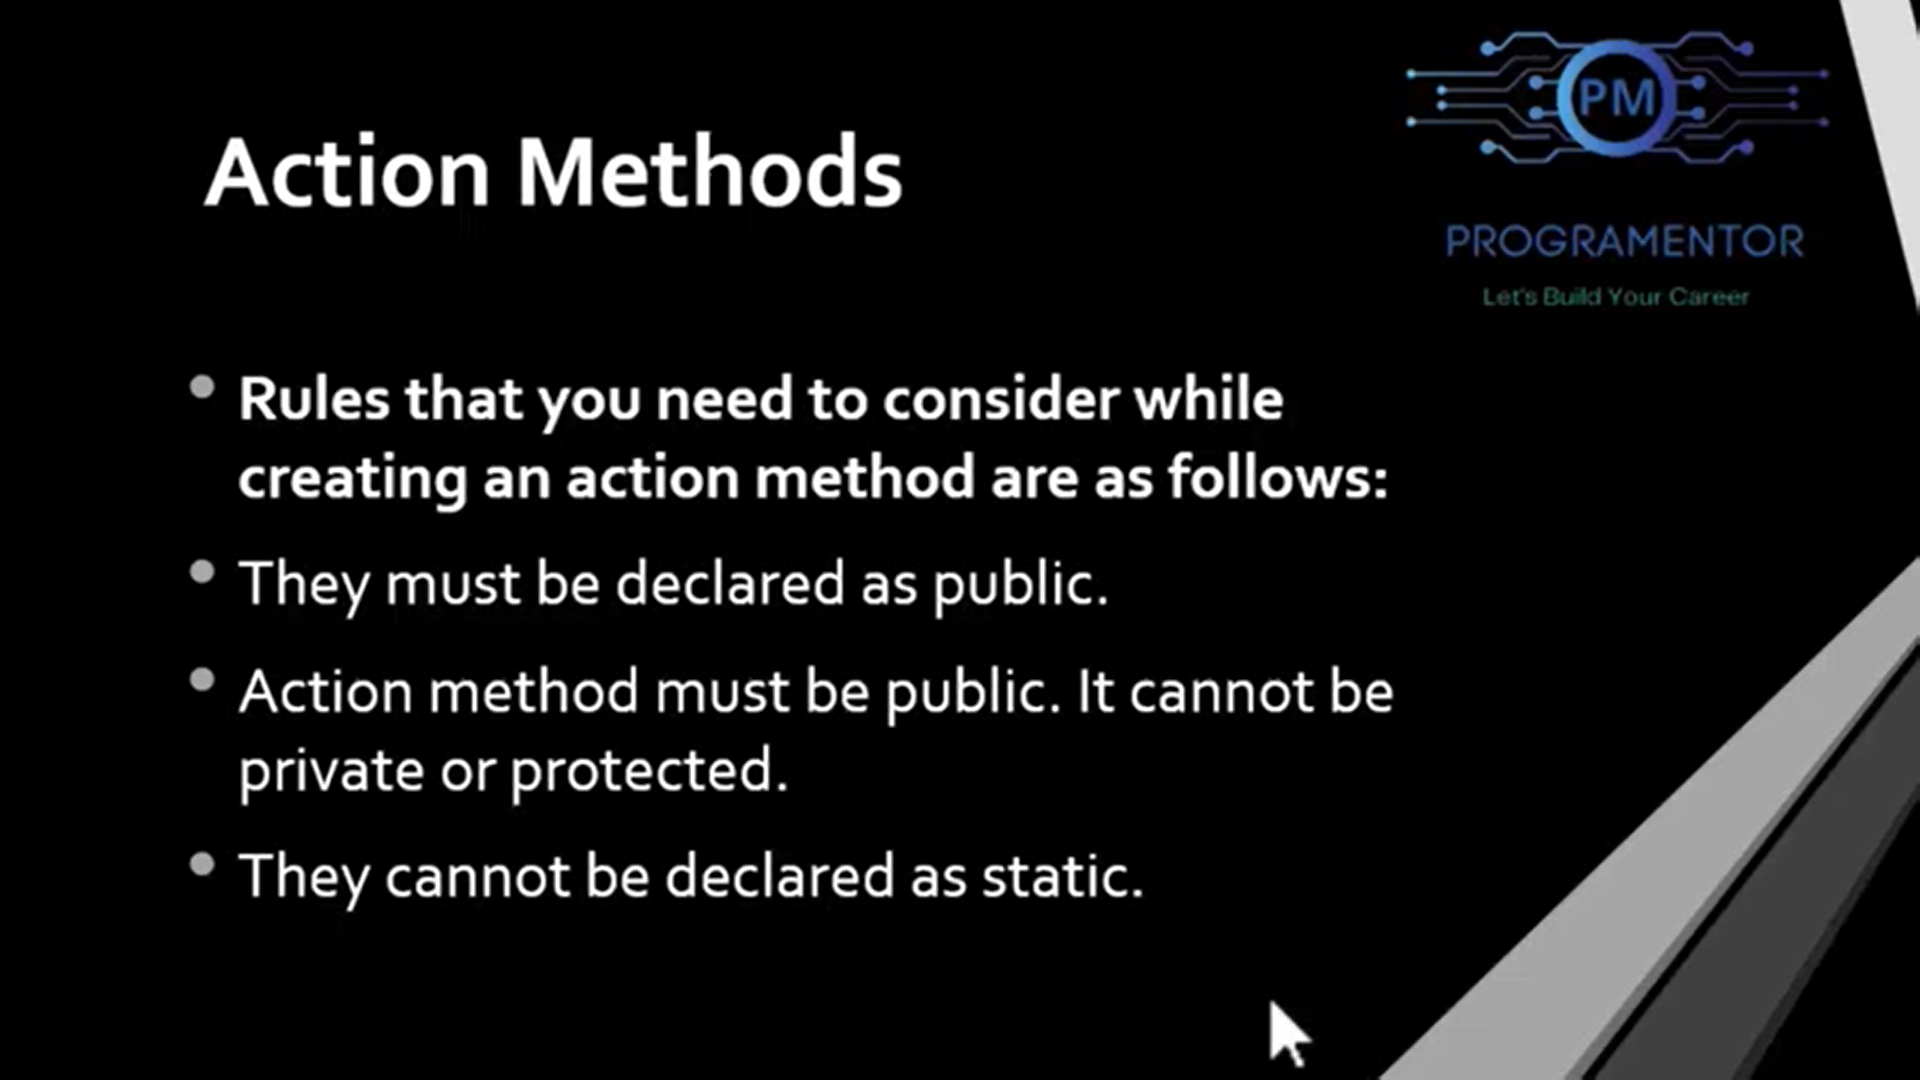 PM
PROGRAMENTOR
Let's Build Your Career
Action Methods
Rules that you need to consider while
creating an action method are as follows:
They must be declared as public.
Action method must be public. It cannot be
private or protected.
They cannot be declared as static.